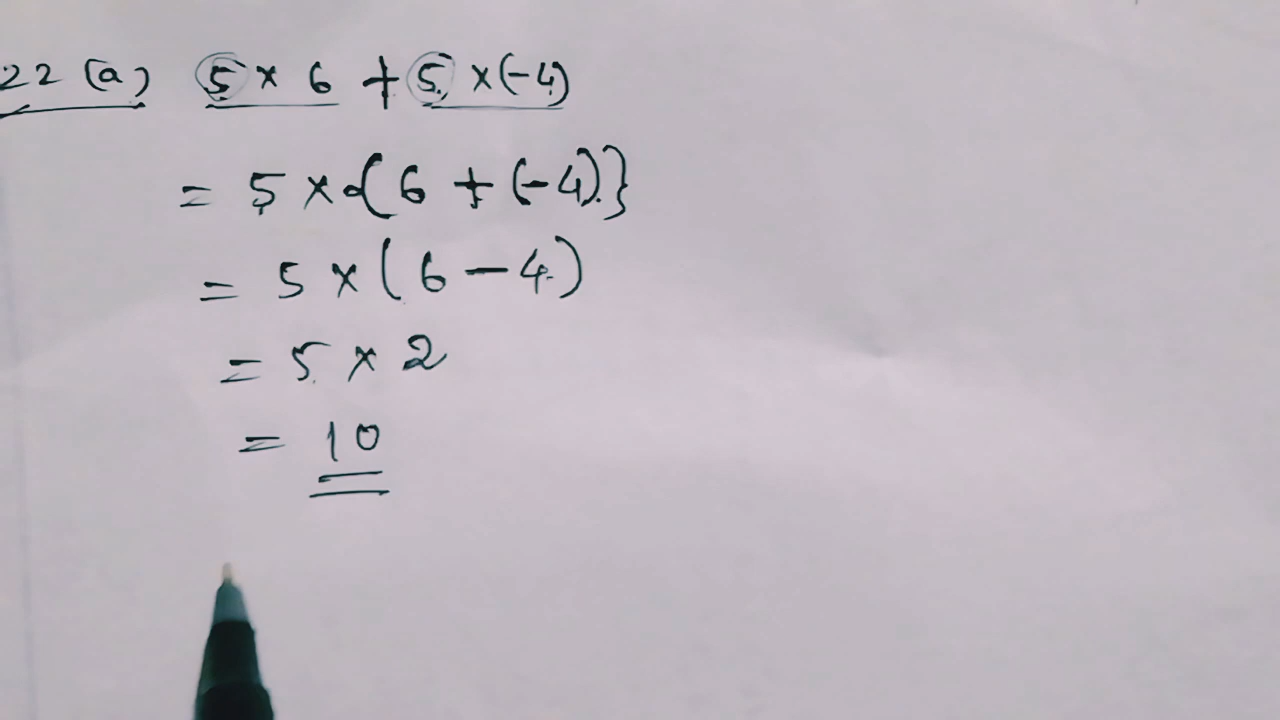 22 (a) 5 × 6 + 5 × (-4)
= 5 × { 6 + (-4) }
= 5 × ( 6 - 4 )
= 5 × 2
= 10